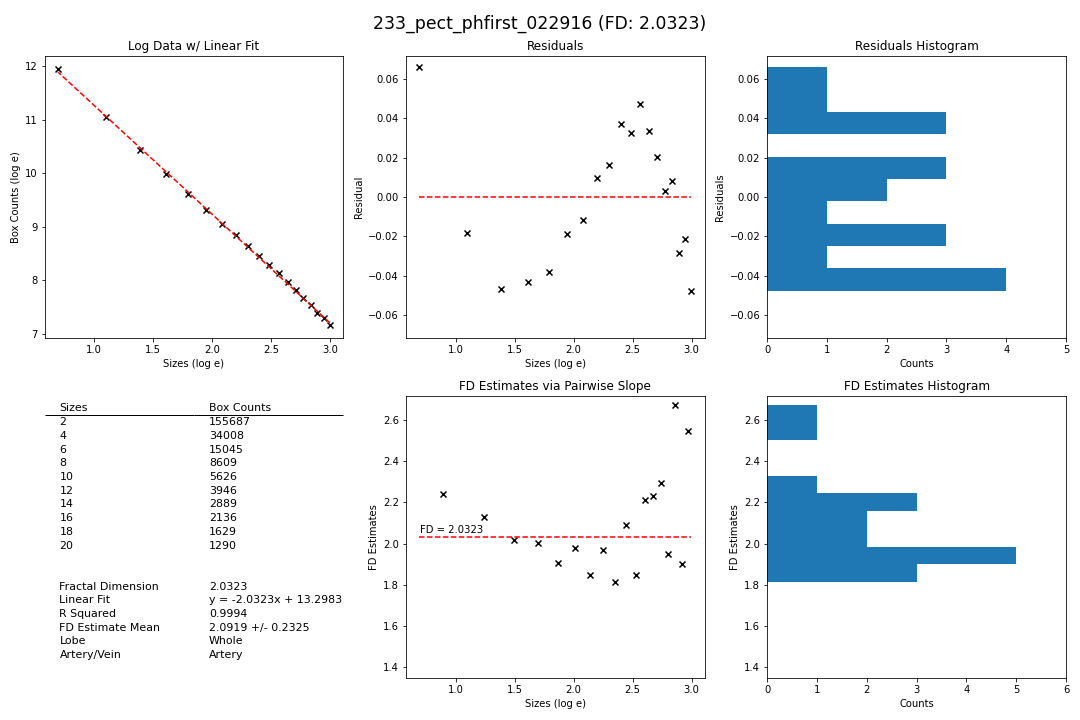 233_pect_phfirst_022916 (FD: 2.0323)
Log Data w/ Linear Fit
Box Counts (log e)
12
11
10
9
8
7
1.0 1.5 2.0 2.5 3.0
Sizes (log e)
Residuals
Residual
0.06
0.04
0.02
0.00
−0.02
−0.04
−0.06
1.0 1.5 2.0 2.5 3.0
Sizes (log e)
Residuals Histogram
Residuals
0.06
0.04
0.02
0.00
−0.02
−0.04
−0.06
0 1 2 3 4 5
Counts
Sizes Box Counts
2 155687
4 34008
6 15045
8 8609
10 5626
12 3946
14 2889
16 2136
18 1629
20 1290
Fractal Dimension 2.0323
Linear Fit y = -2.0323x + 13.2983
R Squared 0.9994
FD Estimate Mean 2.0919 +/- 0.2325
Lobe Whole
Artery/Vein Artery
FD Estimates via Pairwise Slope
FD Estimates
2.6
2.4
2.2
2.0
1.8
1.6
1.4
FD = 2.0323
1.0 1.5 2.0 2.5 3.0
Sizes (log e)
FD Estimates Histogram
FD Estimates
2.6
2.4
2.2
2.0
1.8
1.6
1.4
0 1 2 3 4 5 6
Counts